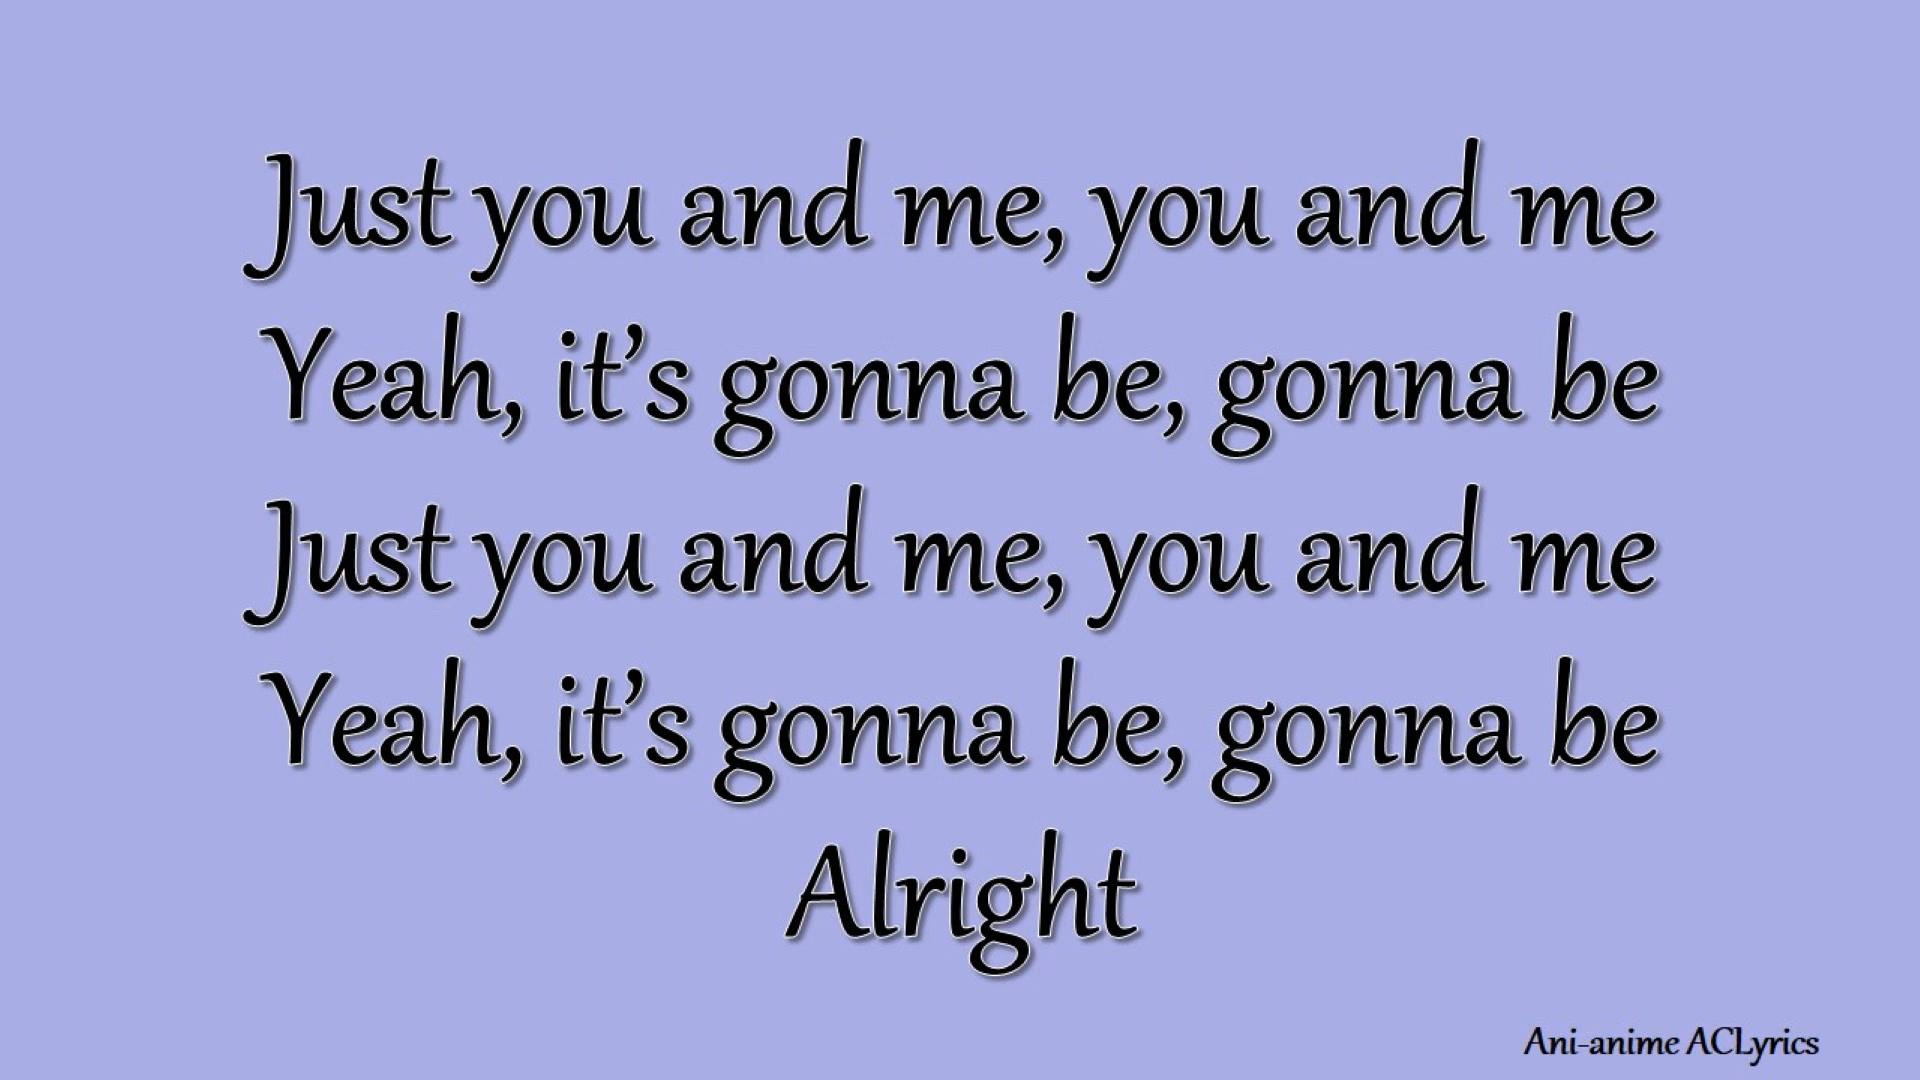 Just you and me, you and me
Yeah, it’s gonna be, gonna be
Just you and me, you and me
Yeah, it’s gonna be, gonna be
Alright
Ani-anime ACLyrics